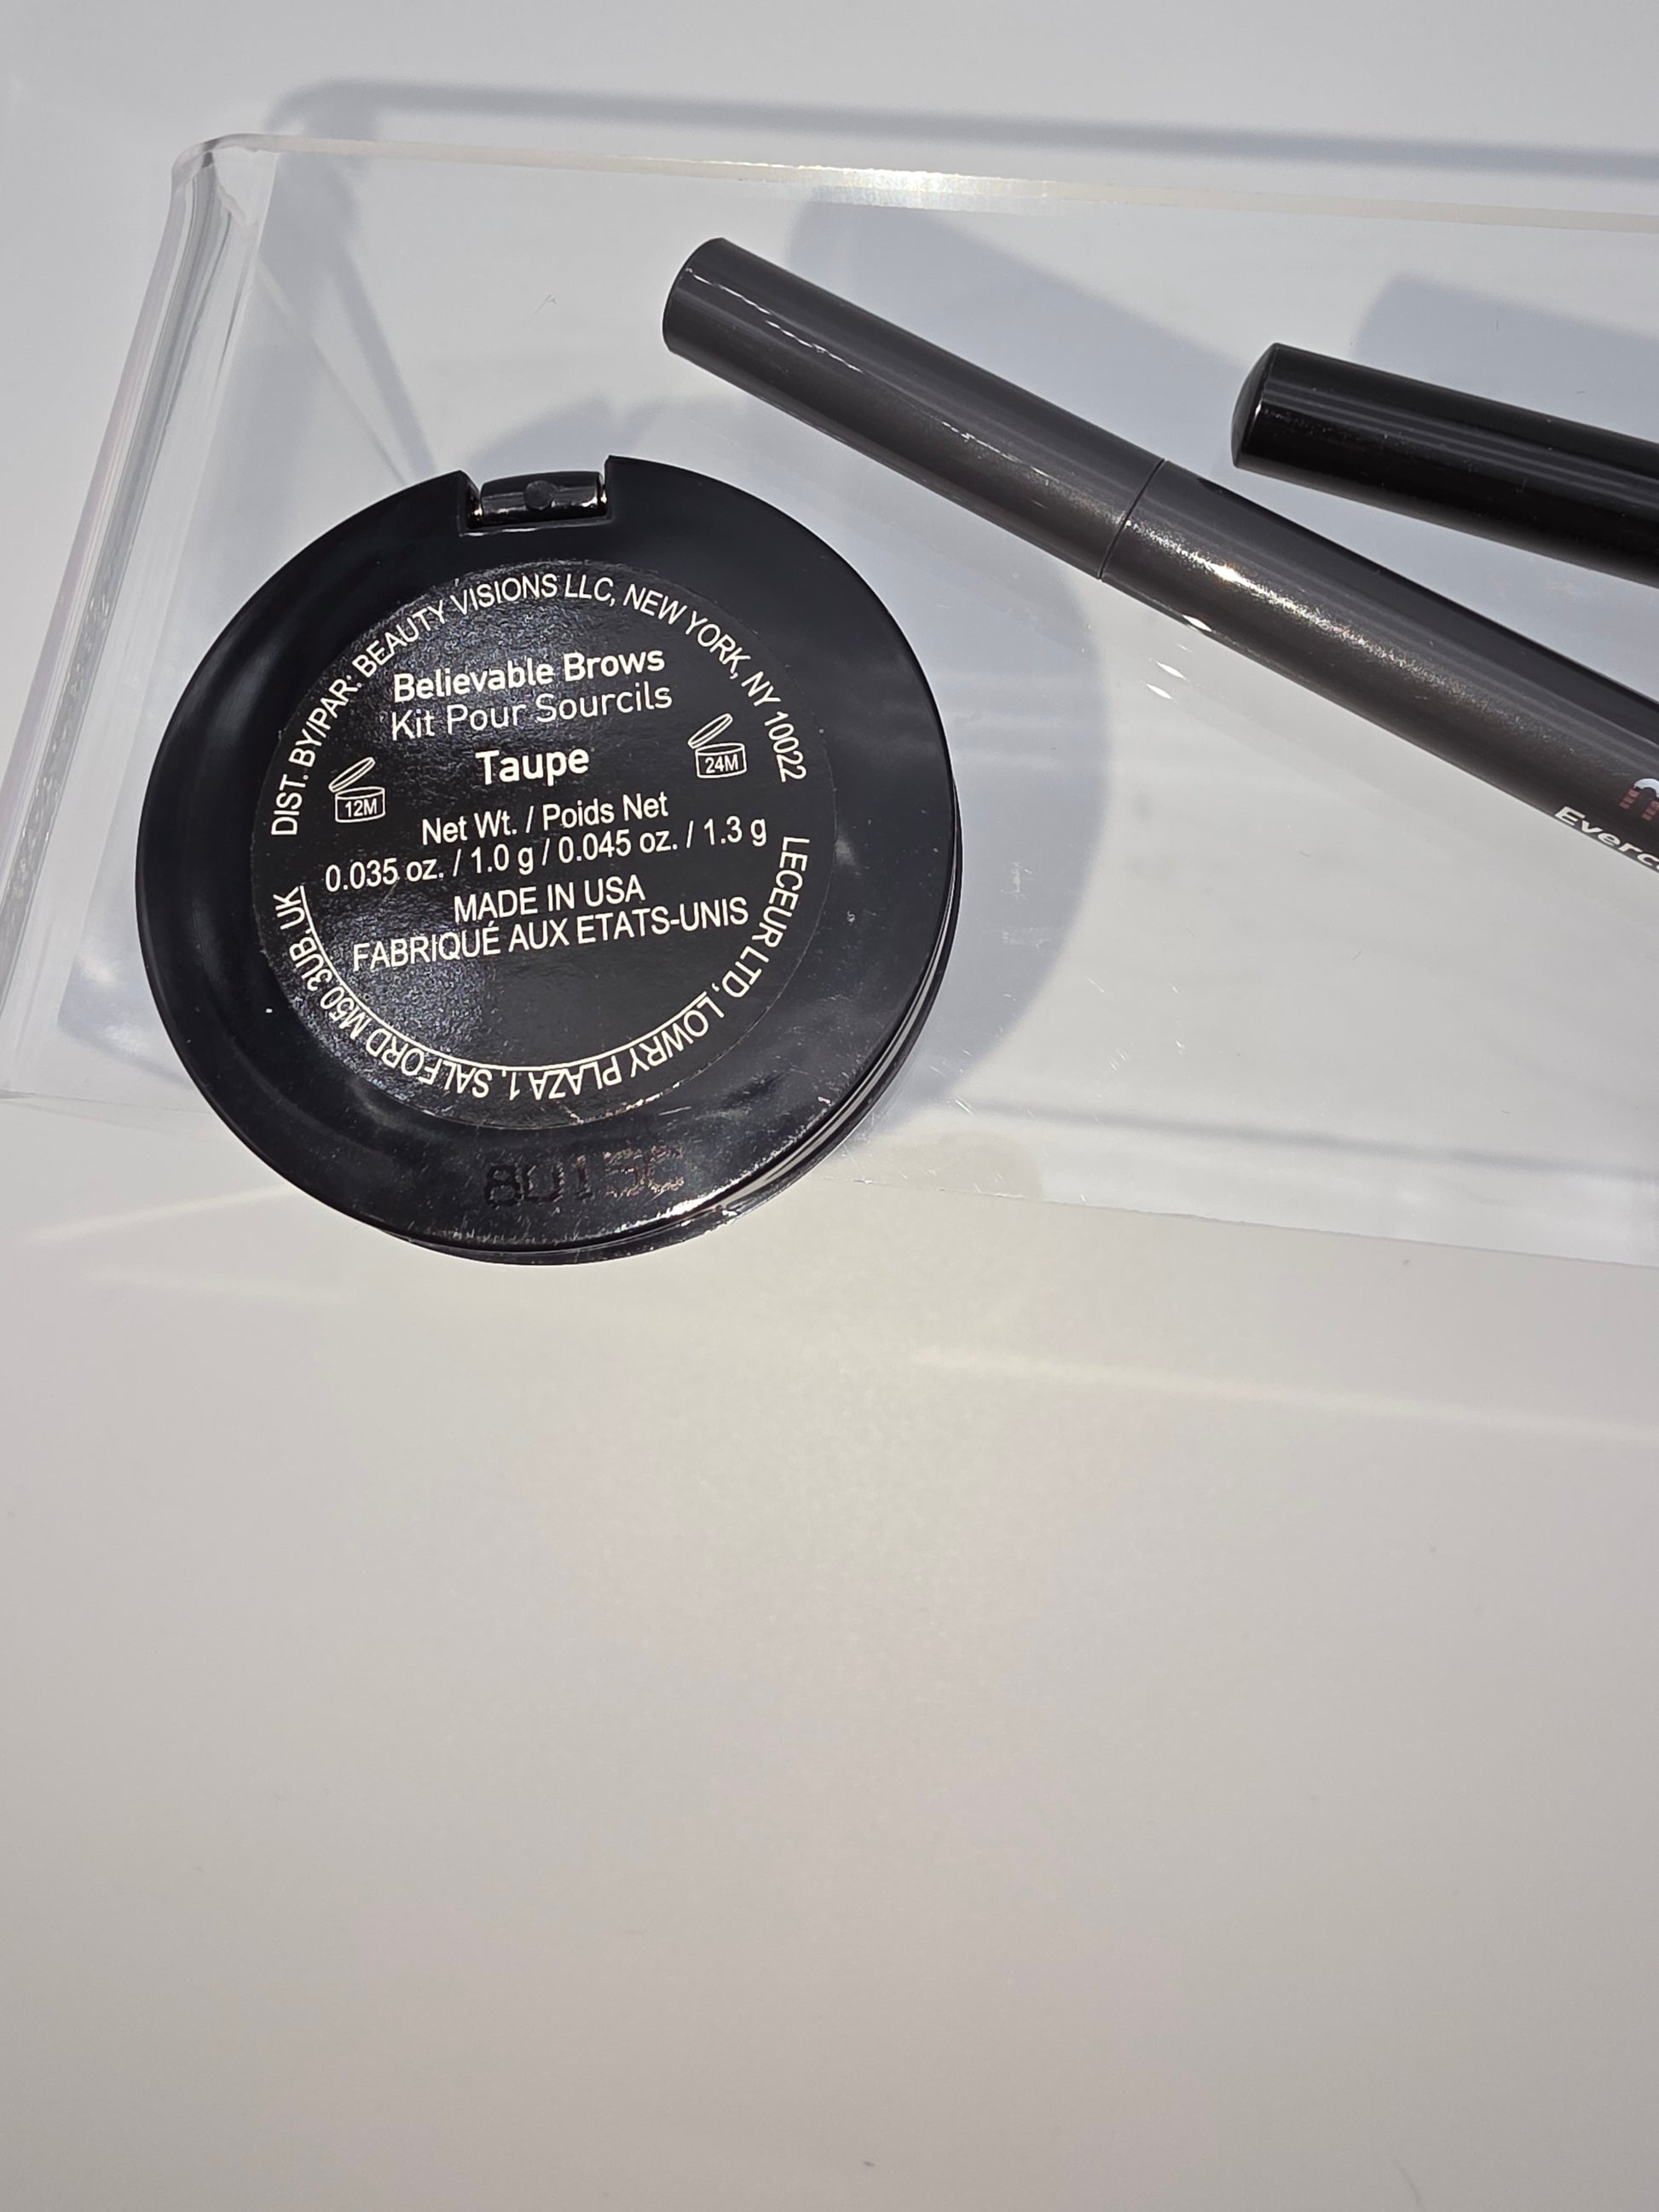 DIST. BY/PAR: BEAUTY VISIONS LLC, NEW YORK, NY 10022
Believable Brows
Kit Pour Sourcils
Taupe
12M
24M
Net Wt. / Poids Net
0.035 oz. / 1.0 g / 0.045 oz. / 1.3 g
MADE IN USA
FABRIQUÉ AUX ETATS-UNIS
LECEUR LTD, LOWRY PLAZA 1, SALFORD M50 3UB, UK